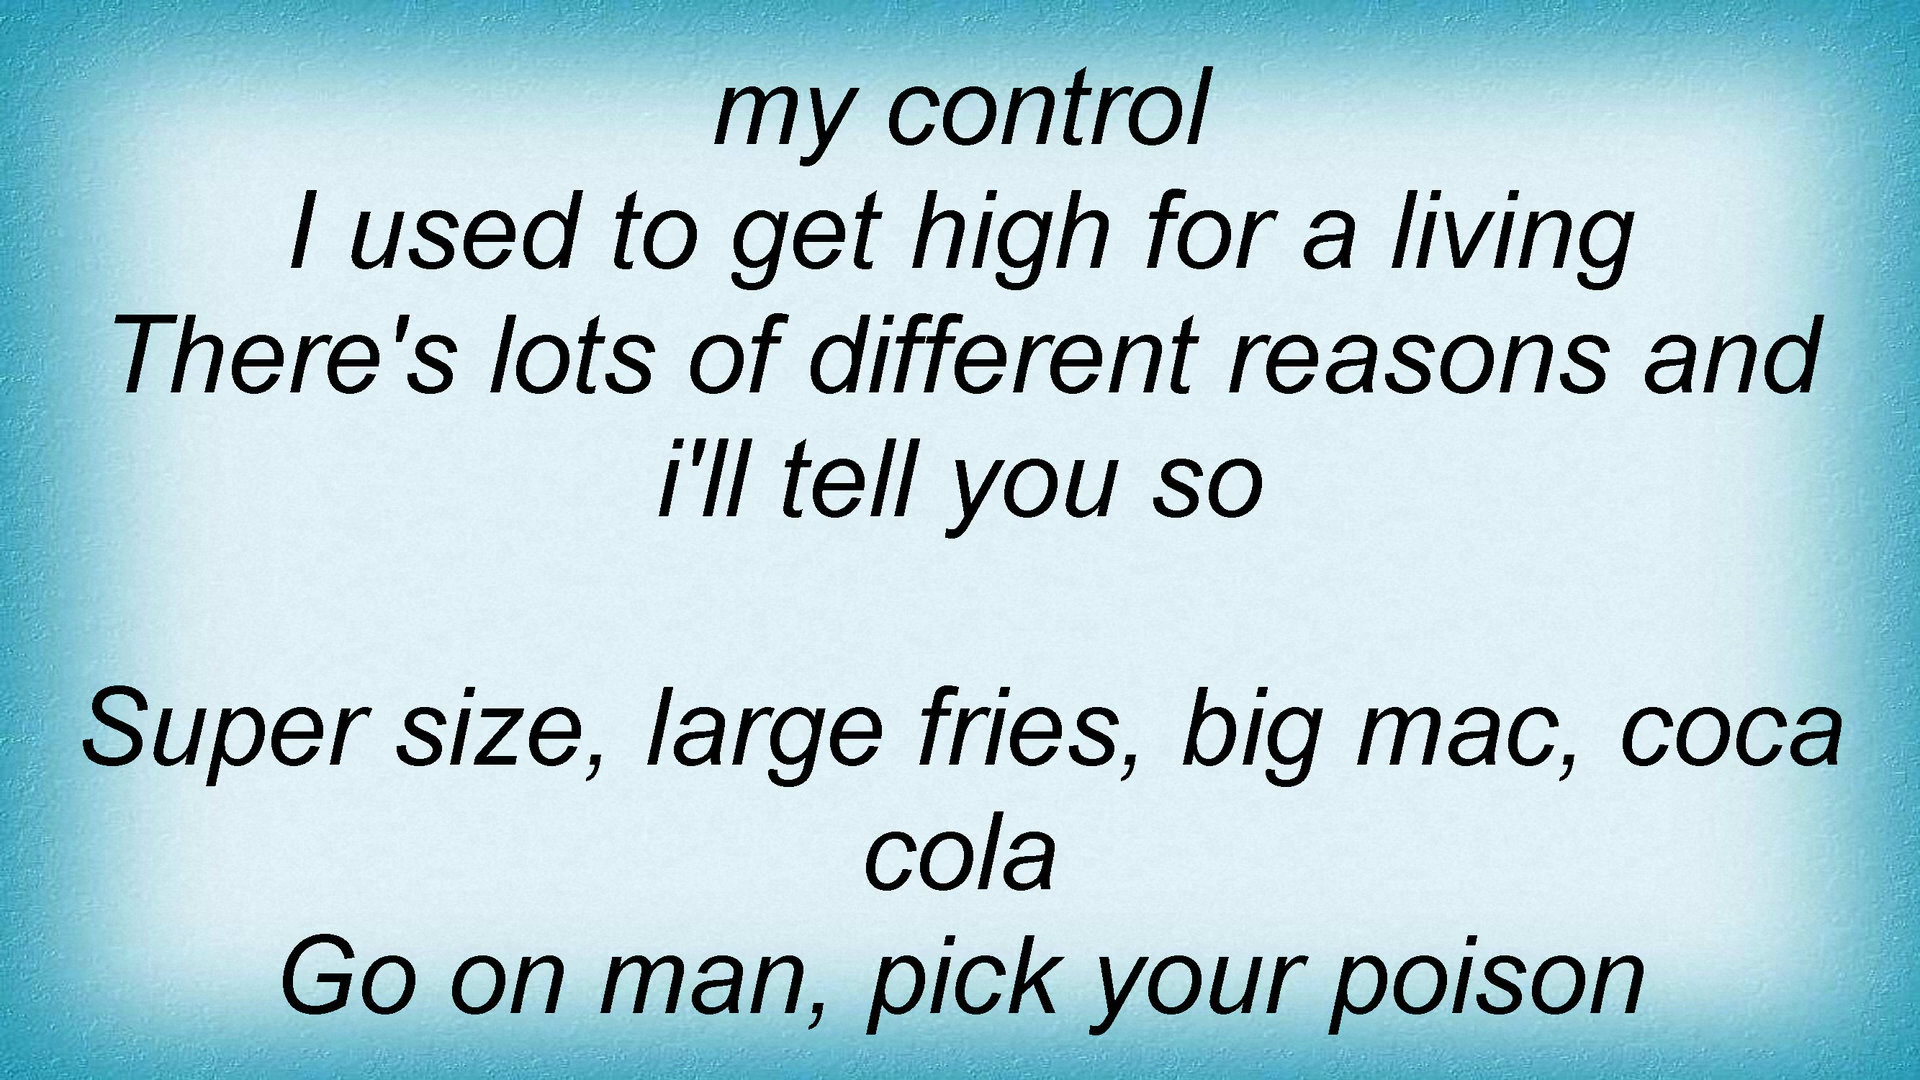 my control
I used to get high for a living
There's lots of different reasons and
i'll tell you so
Super size, large fries, big mac, coca
cola
Go on man, pick your poison